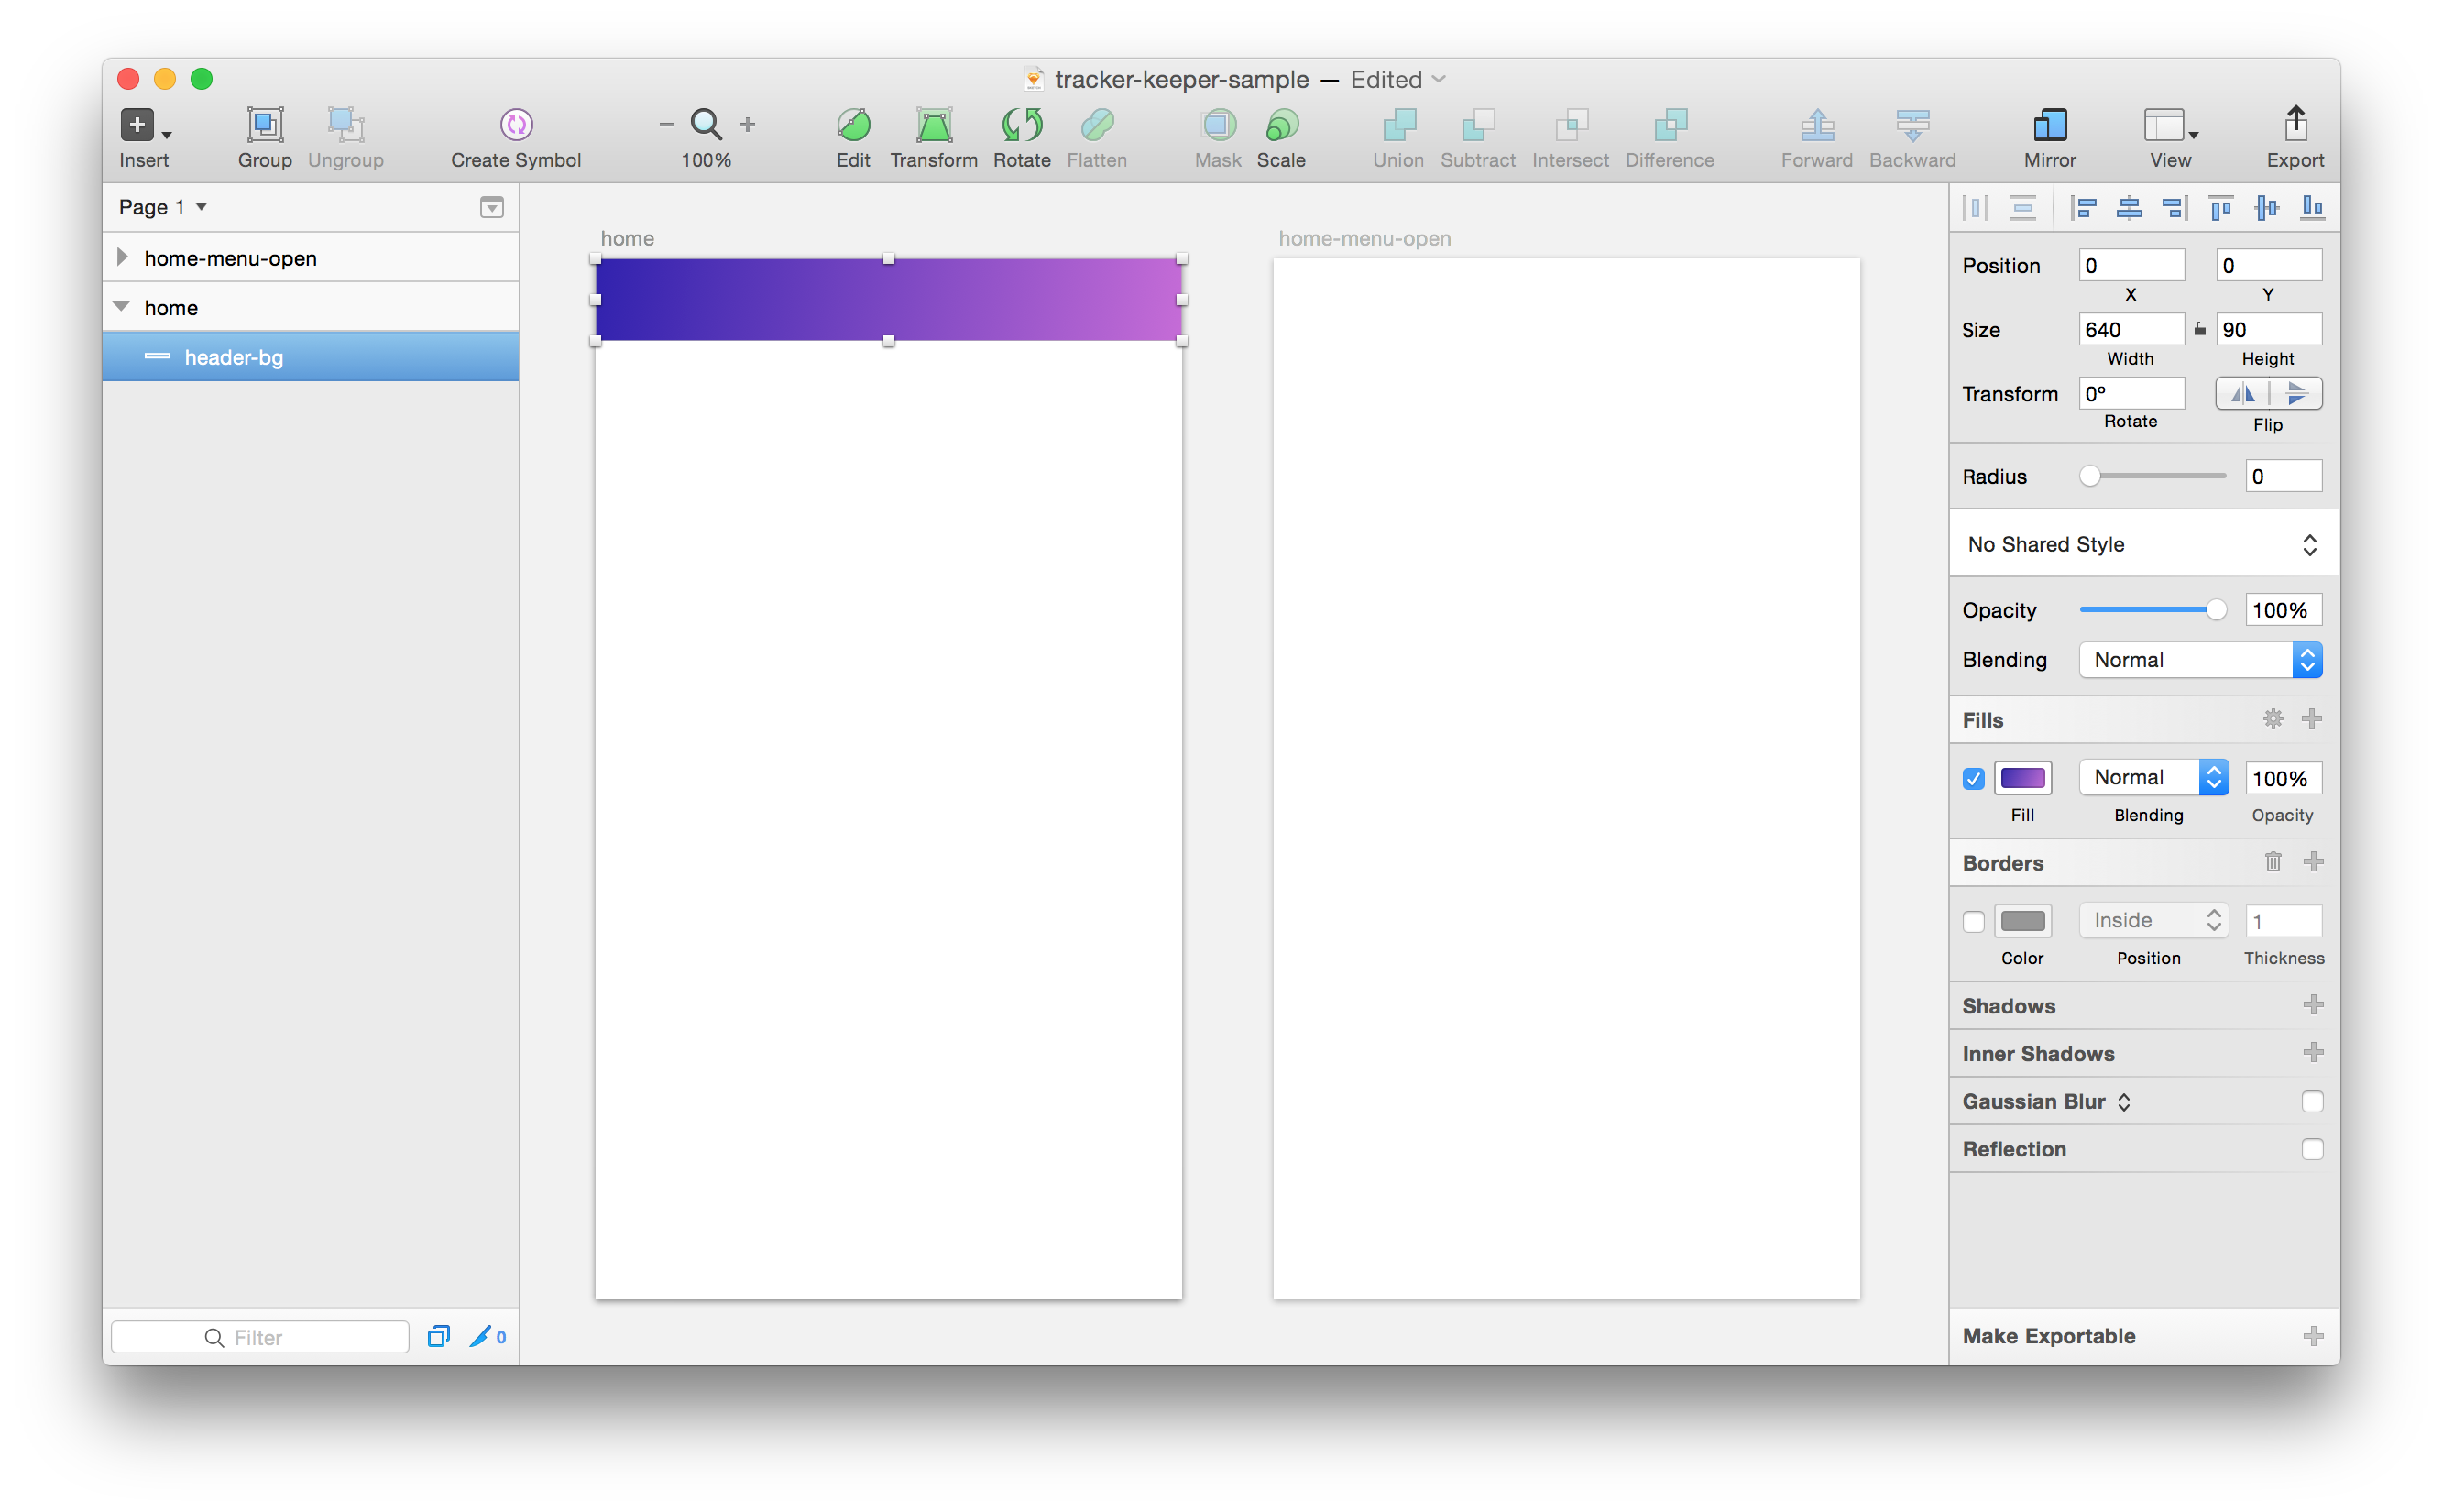 tracker-keeper-sample — Edited
Insert Group Ungroup Create Symbol 100% Edit Transform Rotate Flatten Mask Scale Union Subtract Intersect Difference Forward Backward Mirror View Export
Page 1
home-menu-open
home
header-bg
Filter 0
home
home-menu-open
Position 0 0
X Y
Size 640 90
Width Height
Transform 0º
Rotate Flip
Radius 0
No Shared Style
Opacity 100%
Blending Normal
Fills
Normal 100%
Fill Blending Opacity
Borders
Inside 1
Color Position Thickness
Shadows
Inner Shadows
Gaussian Blur
Reflection
Make Exportable